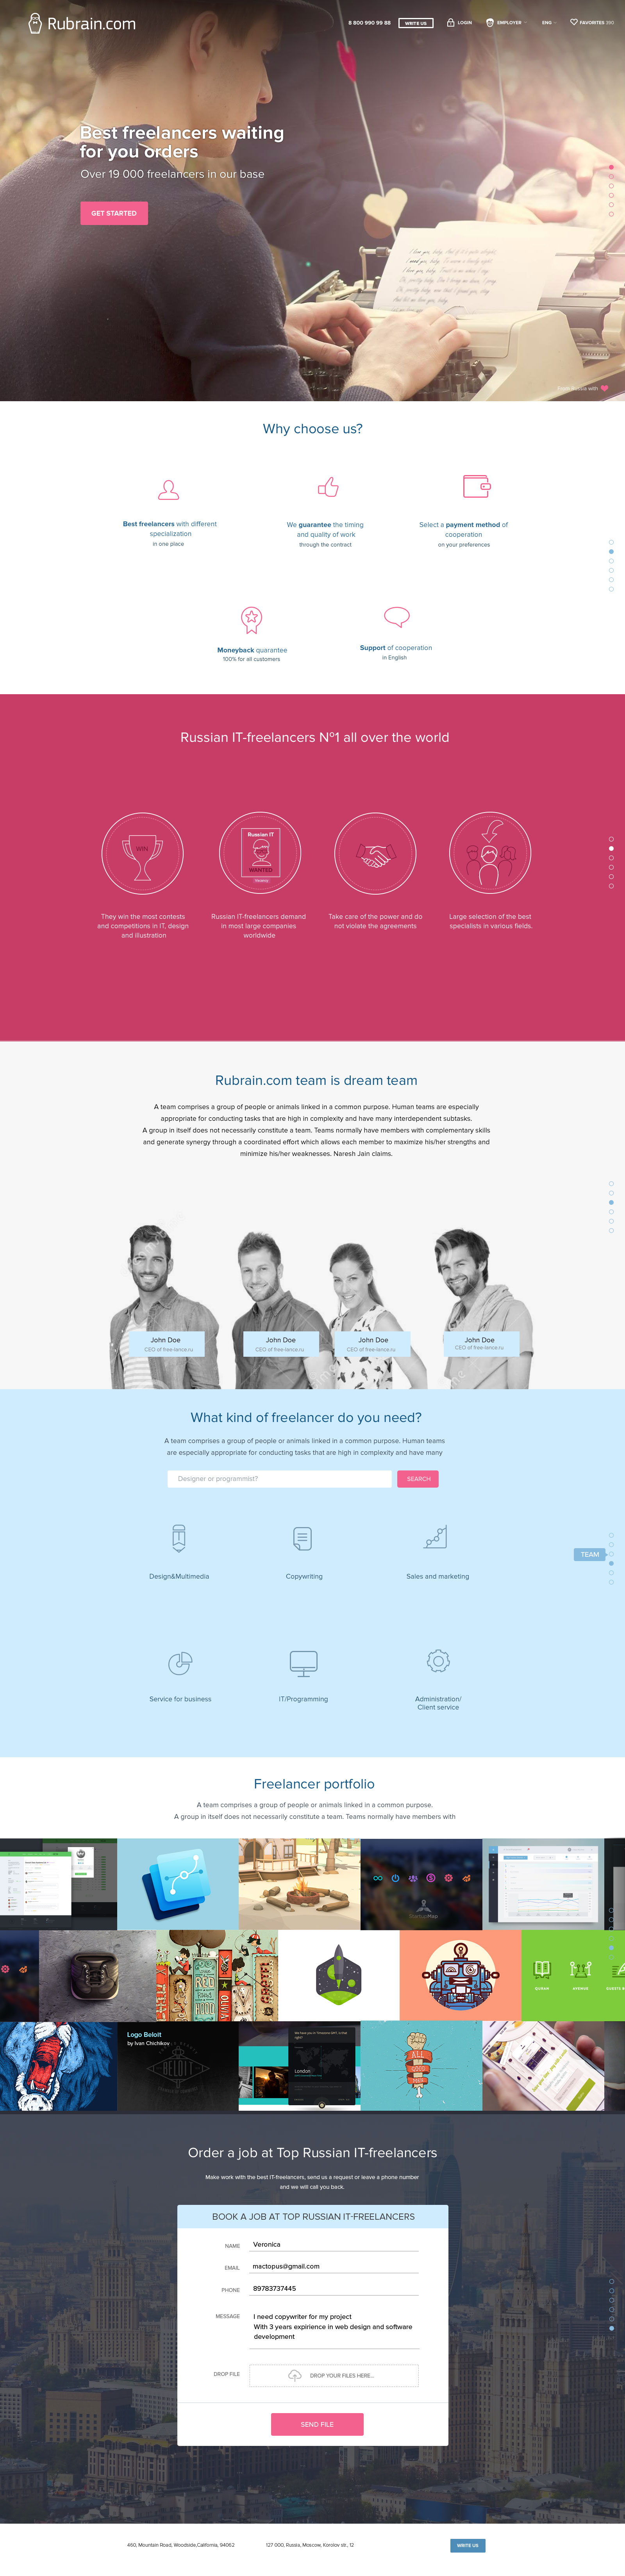 Rubrain.com
8 800 990 99 88
WRITE US
LOGIN
EMPLOYER
ENG
FAVORITES
Best freelancers waiting
for you orders
Over 19 000 freelancers in our base
GET STARTED
with
Why choose us?
Best freelancers with different
specialization
in one place
We guarantee the timing
and quality of work
through the contract
Select a payment method of
cooperation
on your preferences
Moneyback quarantee
100% for all customers
Support of cooperation
in English
Russian IT-freelancers Nº1 all over the world
WIN
Russian IT
WANTED
They win the most contests
and competitions in IT, design
and illustration
Russian IT-freelancers demand
in most large companies
worldwide
Take care of the power and do
not violate the agreements
Large selection of the best
specialists in various fields.
Rubrain.com team is dream team
A team comprises a group of people or animals linked in a common purpose. Human teams are especially
appropriate for conducting tasks that are high in complexity and have many interdependent subtasks.
A group in itself does not necessarily constitute a team. Teams normally have members with complementary skills
and generate synergy through a coordinated effort which allows each member to maximize his/her strengths and
minimize his/her weaknesses. Naresh Jain claims.
John Doe
CEO of free-lance.ru
John Doe
CEO of free-lance.ru
John Doe
CEO of free-lance.ru
John Doe
CEO of free-lance.ru
What kind of freelancer do you need?
A team comprises a group of people or animals linked in a common purpose. Human teams
are especially appropriate for conducting tasks that are high in complexity and have many
Designer or programmist?
SEARCH
Design&Multimedia
Copywriting
Sales and marketing
TEAM
Service for business
IT/Programming
Administration/
Client service
Freelancer portfolio
A team comprises a group of people or animals linked in a common purpose.
A group in itself does not necessarily constitute a team. Teams normally have members with
StartupMap
QURAN
Logo Beloit
by Ivan Chichikov
BELOIT
London
ALL
GOOD
HERE
Order a job at Top Russian IT-freelancers
Make work with the best IT-freelancers, send us a request or leave a phone number
and we will call you back.
BOOK A JOB AT TOP RUSSIAN IT-FREELANCERS
NAME
Veronica
EMAIL
mactopus@gmail.com
PHONE
89783737445
MESSAGE
I need copywriter for my project
With 3 years expirience in web design and software
development
DROP FILE
DROP YOUR FILES HERE...
SEND FILE
460, Mountain Road, Woodside,California, 94062
127 000, Russia, Moscow, Korolov str., 12
WRITE US